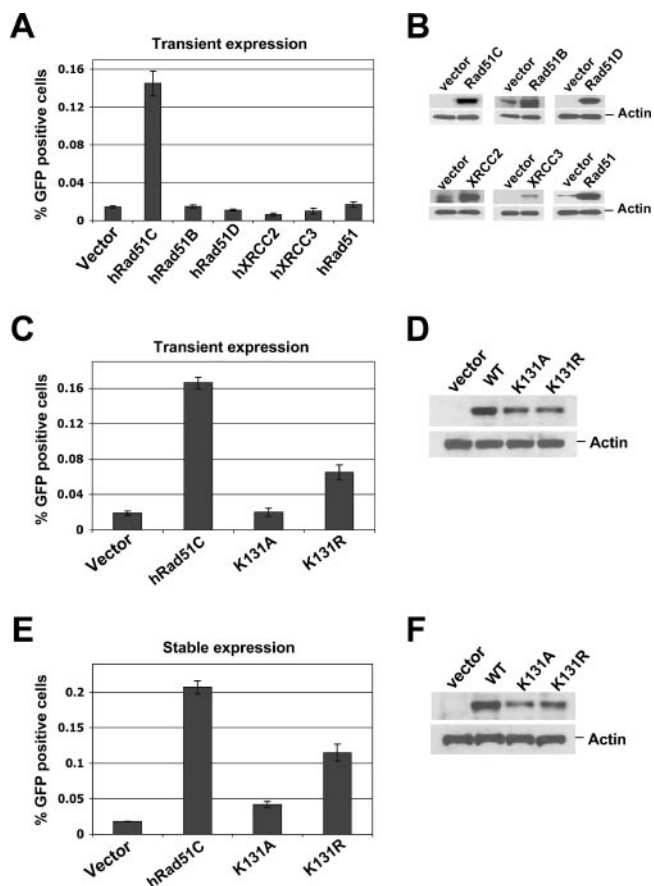 A
Transient expression
% GFP positive cells
0.16
0.12
0.08
0.04
0
Vector
hRad51C
hRad51B
hRad51D
hXRCC2
hXRCC3
hRad51
B
vector
Rad51C
vector
Rad51B
vector
Rad51D
Actin
vector
XRCC2
vector
XRCC3
vector
Rad51
Actin
C
Transient expression
% GFP positive cells
0.16
0.12
0.08
0.04
0
Vector
hRad51C
K131A
K131R
D
vector
WT
K131A
K131R
Actin
E
Stable expression
% GFP positive cells
0.2
0.15
0.1
0.05
0
Vector
hRad51C
K131A
K131R
F
vector
WT
K131A
K131R
Actin